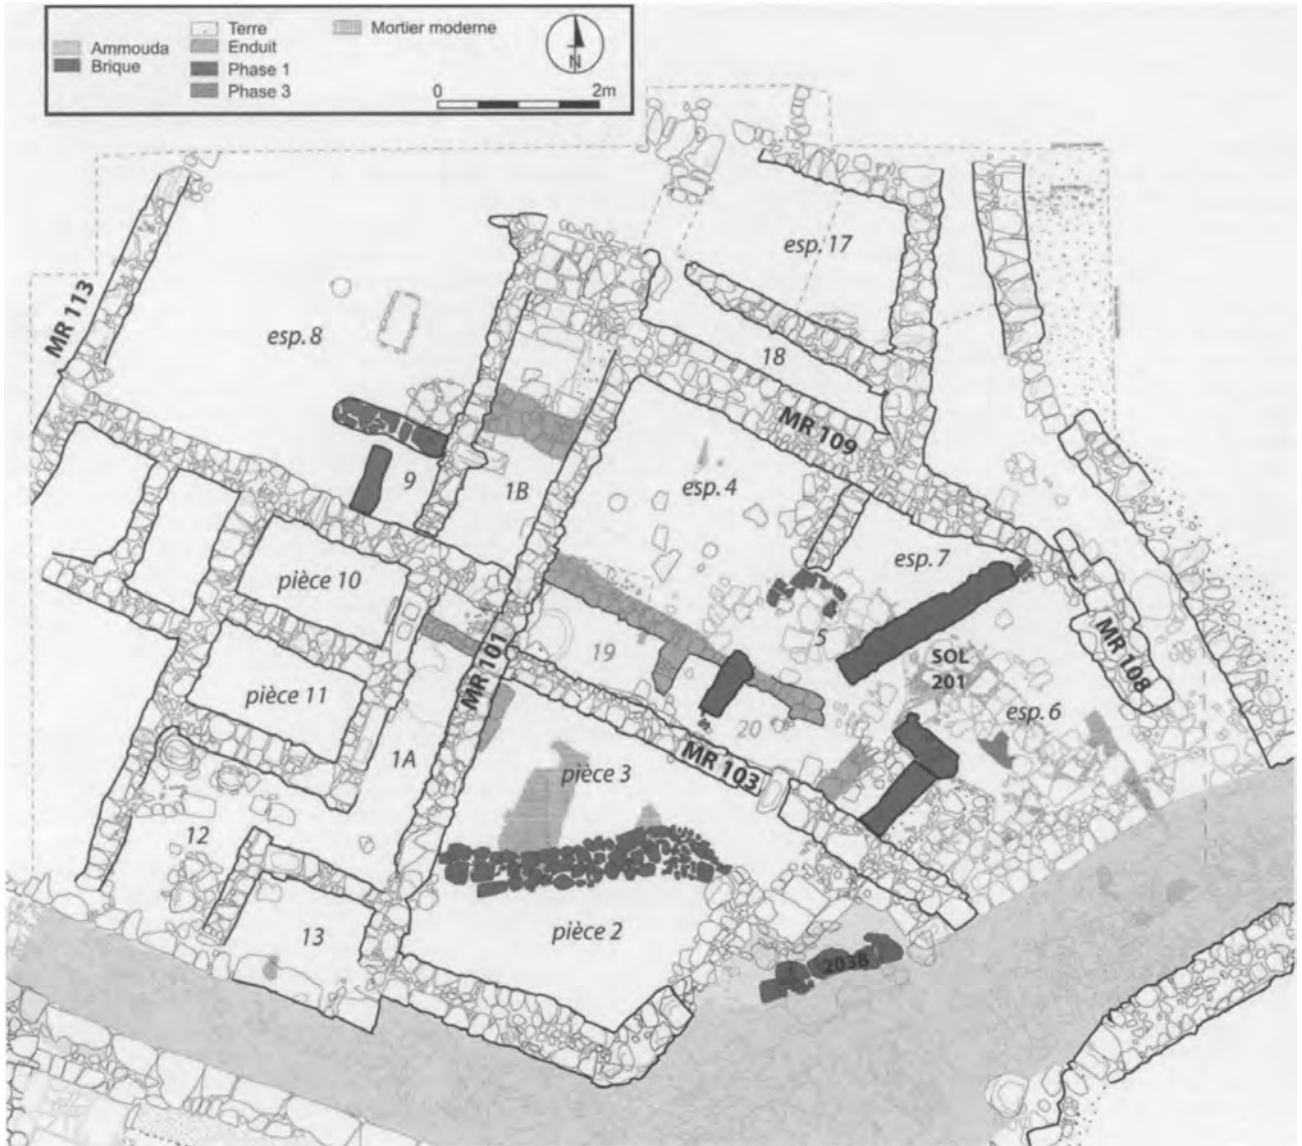 Ammouda
Brique
Terre
Enduit
Phase 1
Phase 3
Mortier moderne
N
0 2m
MR 113
esp. 8
esp. 17
18
MR 109
9
1B
esp. 4
esp. 7
pièce 10
5
19
SOL
201
MR 108
pièce 11
MR 101
20
esp. 6
1A
pièce 3
MR 103
12
13
pièce 2
203B